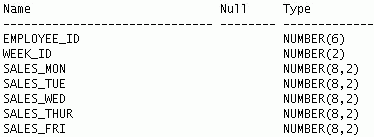 Name Null Type
------------------------------ -------- ------------
EMPLOYEE_ID NUMBER(6)
WEEK_ID NUMBER(2)
SALES_MON NUMBER(8,2)
SALES_TUE NUMBER(8,2)
SALES_WED NUMBER(8,2)
SALES_THUR NUMBER(8,2)
SALES_FRI NUMBER(8,2)